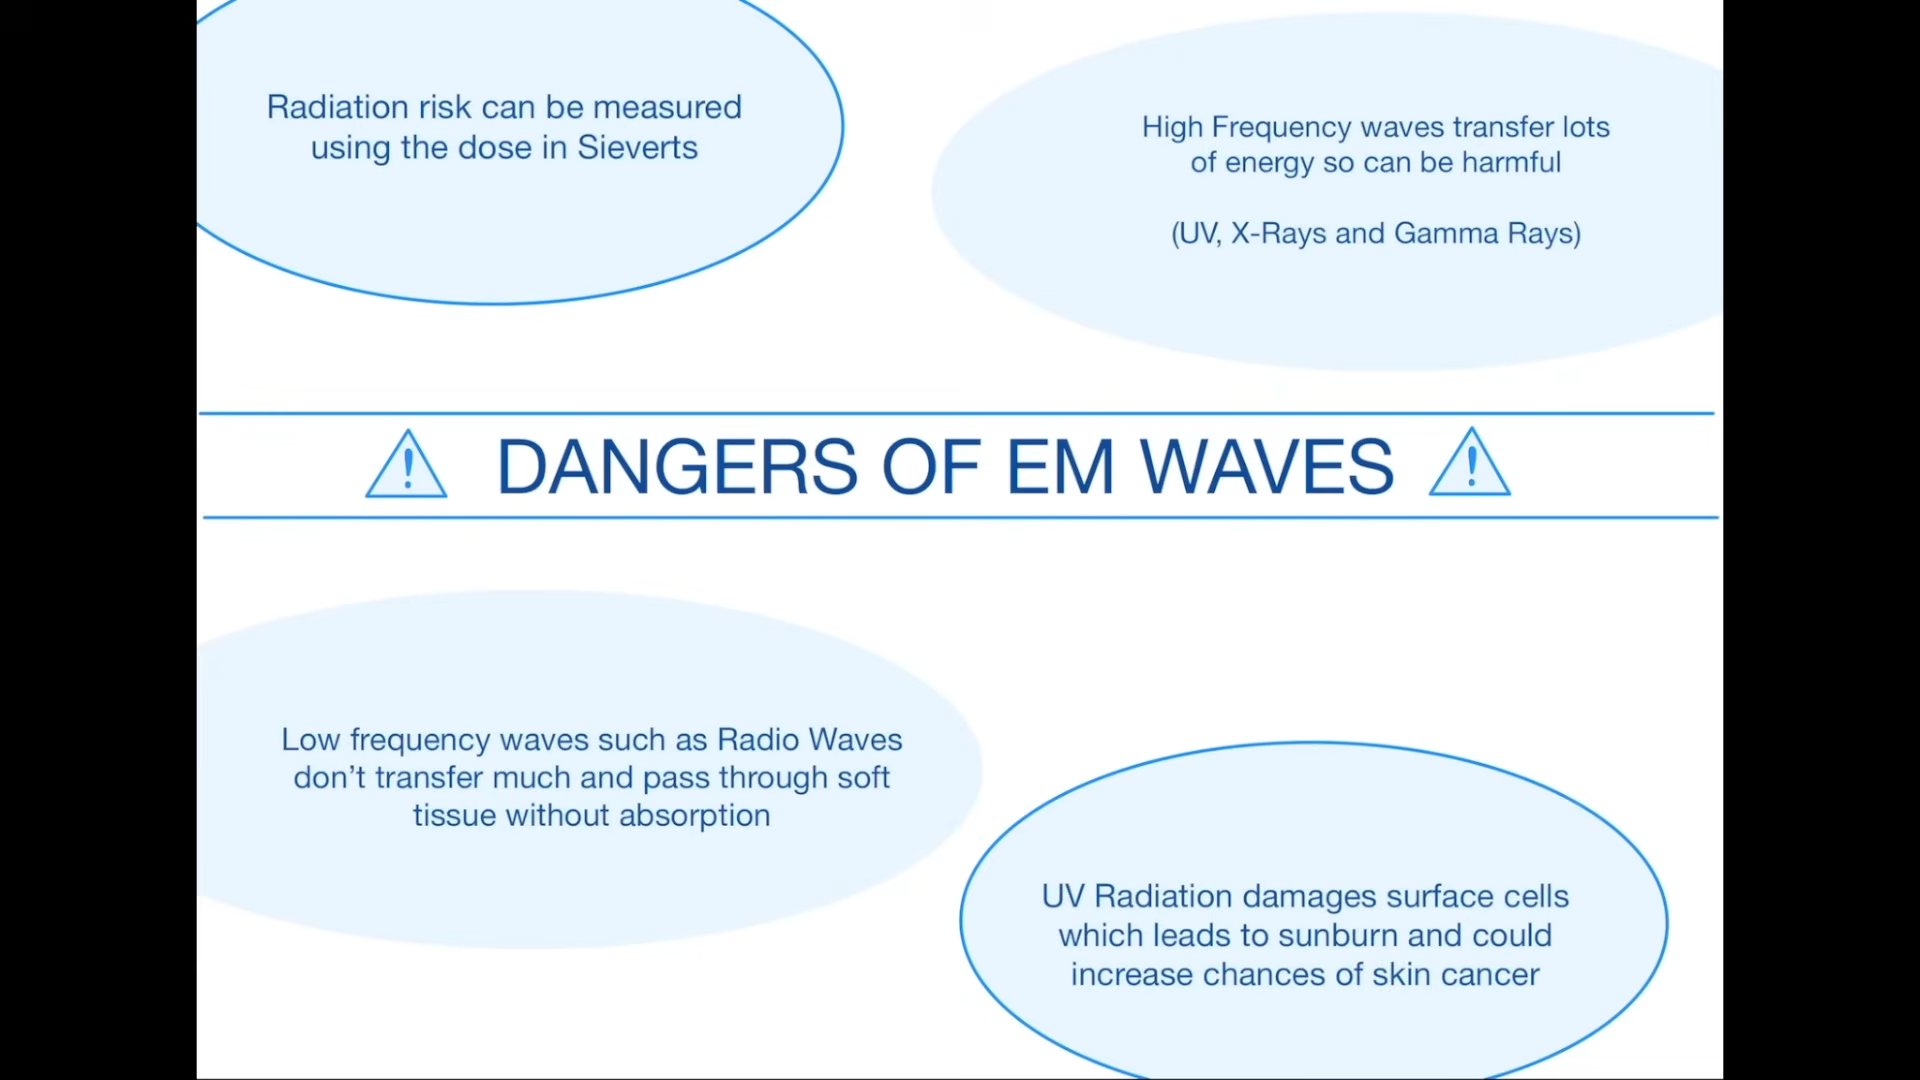 Radiation risk can be measured
using the dose in Sieverts
High Frequency waves transfer lots
of energy so can be harmful
(UV, X-Rays and Gamma Rays)
DANGERS OF EM WAVES
Low frequency waves such as Radio Waves
don’t transfer much and pass through soft
tissue without absorption
UV Radiation damages surface cells
which leads to sunburn and could
increase chances of skin cancer